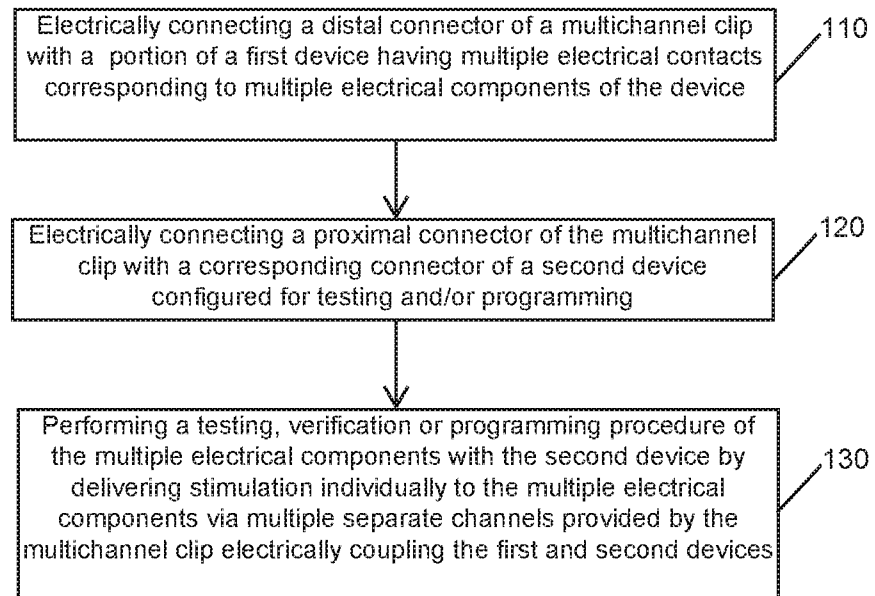 Electrically connecting a distal connector of a multichannel clip
with a portion of a first device having multiple electrical contacts
corresponding to multiple electrical components of the device
110
Electrically connecting a proximal connector of the multichannel
clip with a corresponding connector of a second device
configured for testing and/or programming
120
Performing a testing, verification or programming procedure of
the multiple electrical components with the second device by
delivering stimulation individually to the multiple electrical
components via multiple separate channels provided by the
multichannel clip electrically coupling the first and second devices
130